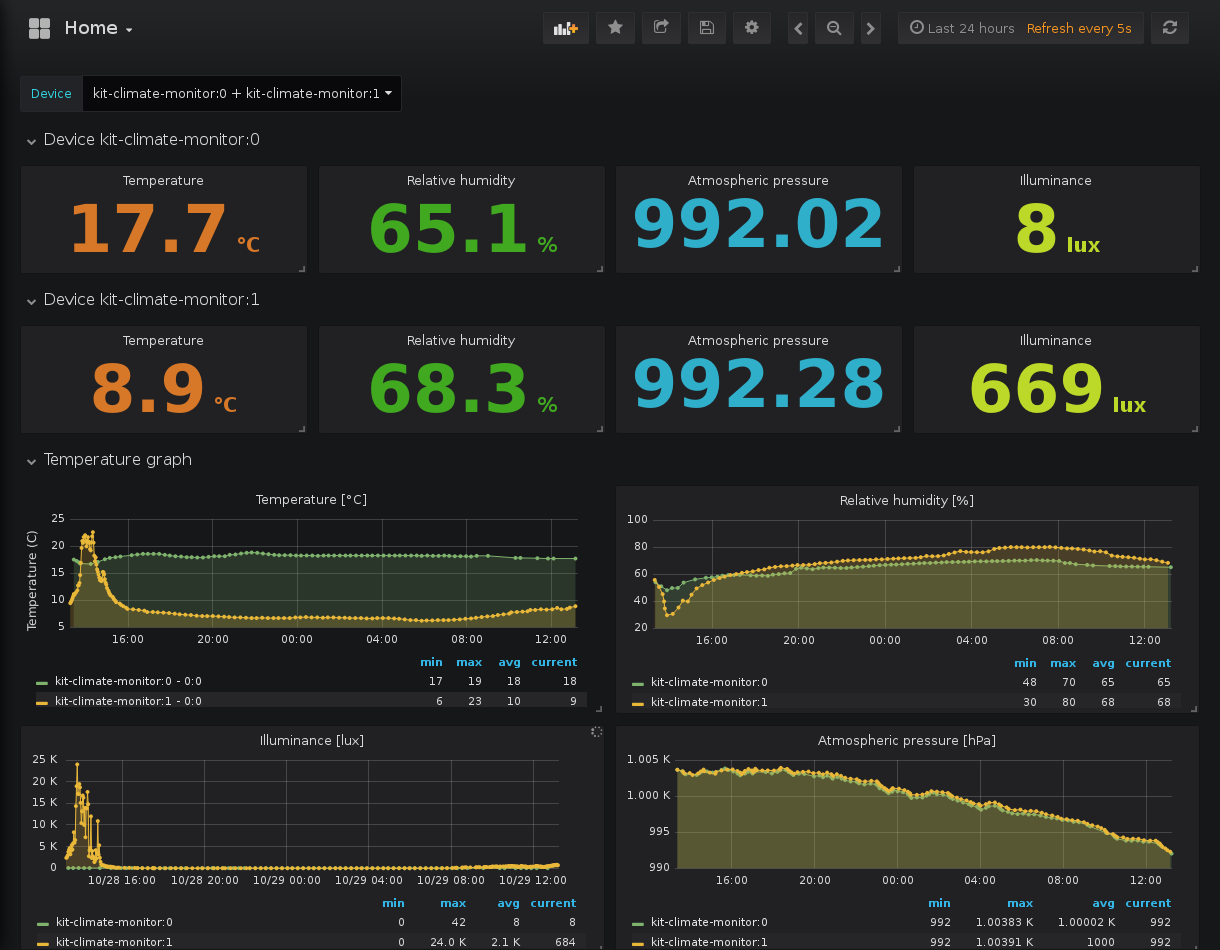 Home
Last 24 hours Refresh every 5s
Device kit-climate-monitor:0 + kit-climate-monitor:1
Device kit-climate-monitor:0
Temperature Relative humidity Atmospheric pressure Illuminance
17.7 °C 65.1 % 992.02 8 lux
Device kit-climate-monitor:1
Temperature Relative humidity Atmospheric pressure Illuminance
8.9 °C 68.3 % 992.28 669 lux
Temperature graph
Temperature [°C]
Temperature (C)
25
20
15
10
5
16:00 20:00 00:00 04:00 08:00 12:00
min max avg current
kit-climate-monitor:0 - 0:0 17 19 18 18
kit-climate-monitor:1 - 0:0 6 23 10 9
Relative humidity [%]
100
80
60
40
20
16:00 20:00 00:00 04:00 08:00 12:00
min max avg current
kit-climate-monitor:0 48 70 65 65
kit-climate-monitor:1 30 80 68 68
Illuminance [lux]
25 K
20 K
15 K
10 K
5 K
0
10/28 16:00 10/28 20:00 10/29 00:00 10/29 04:00 10/29 08:00 10/29 12:00
min max avg current
kit-climate-monitor:0 0 42 8 8
kit-climate-monitor:1 0 24.0 K 2.1 K 684
Atmospheric pressure [hPa]
1.005 K
1.000 K
995
990
16:00 20:00 00:00 04:00 08:00 12:00
min max avg current
kit-climate-monitor:0 992 1.00383 K 1.00002 K 992
kit-climate-monitor:1 992 1.00391 K 1000 992